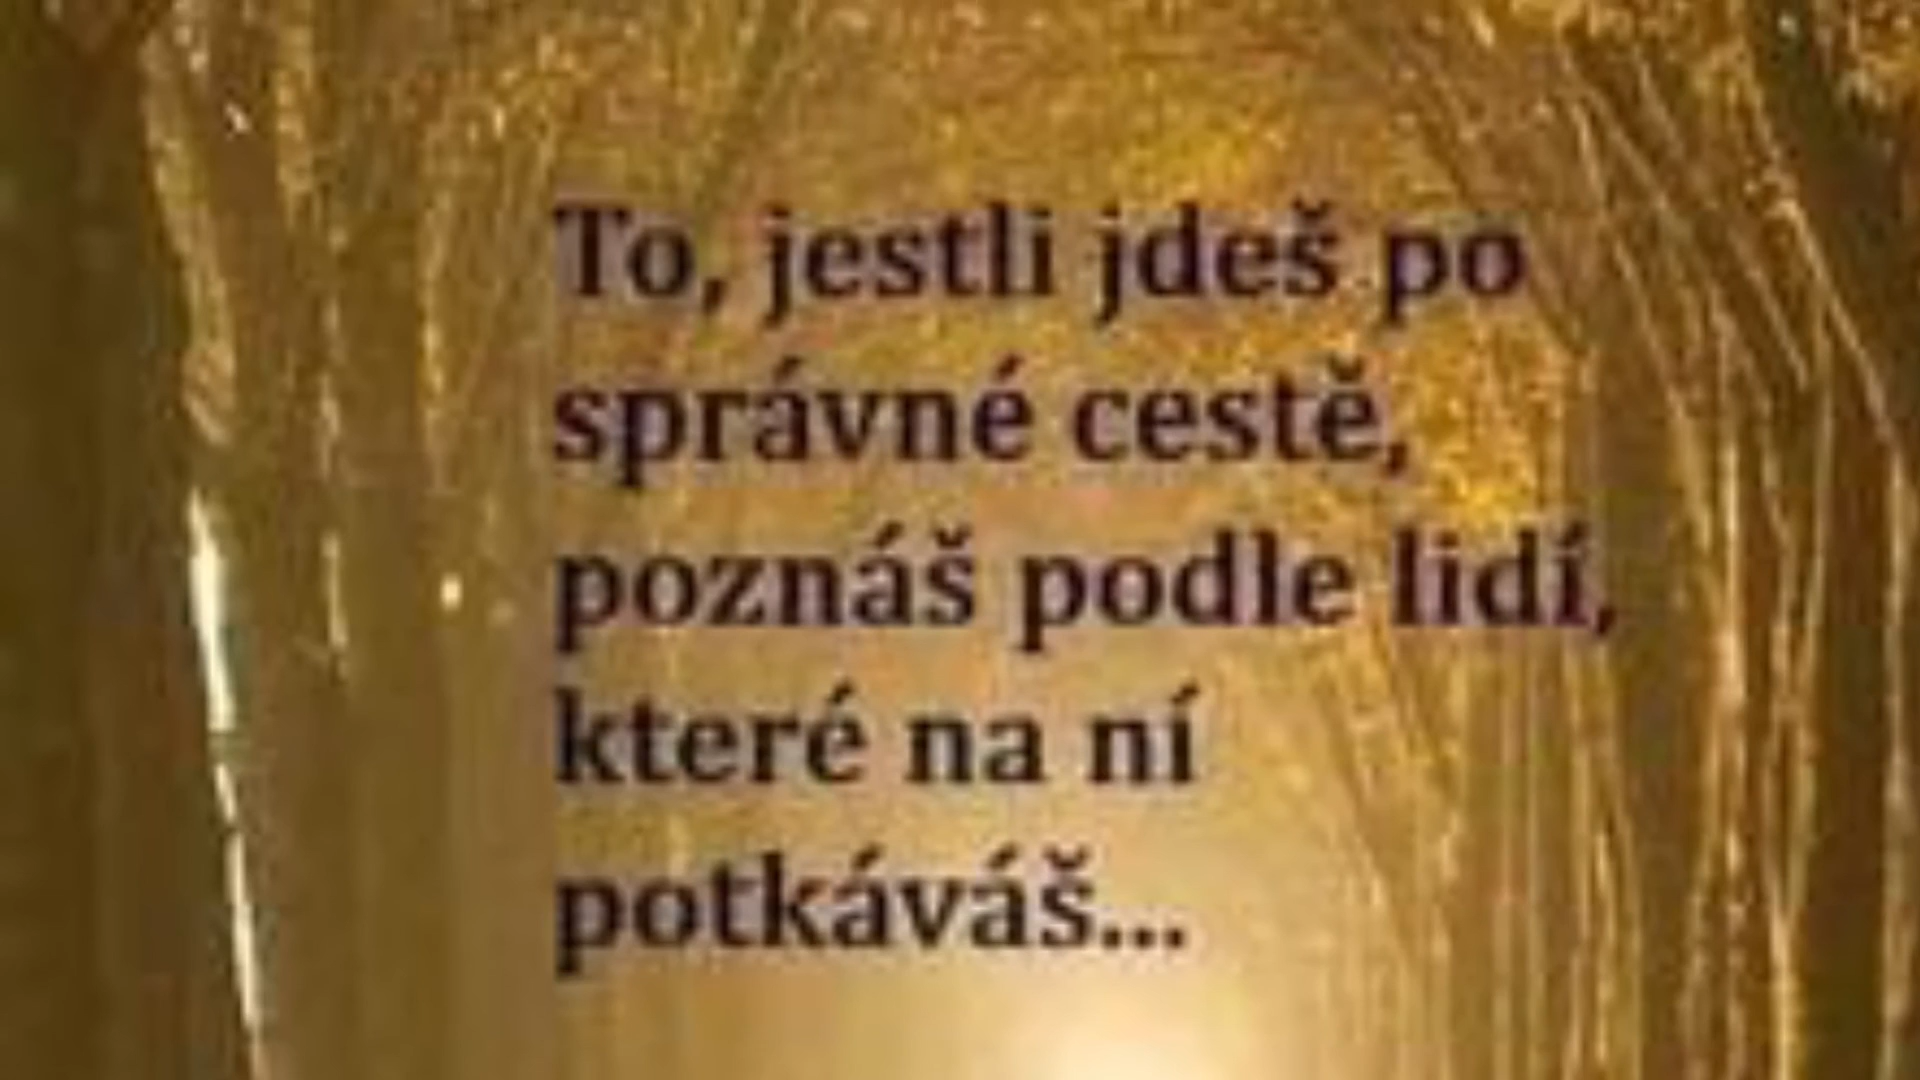 To, jestli jdeš po
správné cestě,
poznáš podle lidí,
které na ní
potkáváš...